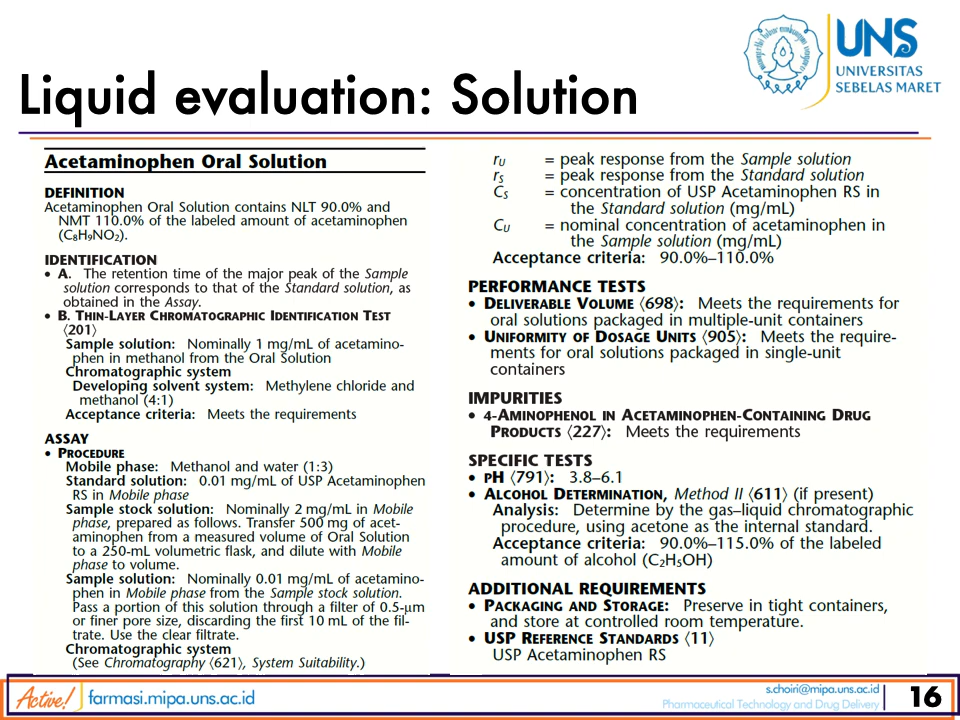 UNS
UNIVERSITAS
SEBELAS MARET
Liquid evaluation: Solution
Acetaminophen Oral Solution
DEFINITION
Acetaminophen Oral Solution contains NLT 90.0% and
NMT 110.0% of the labeled amount of acetaminophen
(C₈H₉NO₂).
IDENTIFICATION
• A. The retention time of the major peak of the Sample
solution corresponds to that of the Standard solution, as
obtained in the Assay.
• B. THIN-LAYER CHROMATOGRAPHIC IDENTIFICATION TEST
⟨201⟩
Sample solution: Nominally 1 mg/mL of acetamino-
phen in methanol from the Oral Solution
Chromatographic system
Developing solvent system: Methylene chloride and
methanol (4:1)
Acceptance criteria: Meets the requirements
ASSAY
• PROCEDURE
Mobile phase: Methanol and water (1:3)
Standard solution: 0.01 mg/mL of USP Acetaminophen
RS in Mobile phase
Sample stock solution: Nominally 2 mg/mL in Mobile
phase, prepared as follows. Transfer 500 mg of acet-
aminophen from a measured volume of Oral Solution
to a 250-mL volumetric flask, and dilute with Mobile
phase to volume.
Sample solution: Nominally 0.01 mg/mL of acetamino-
phen in Mobile phase from the Sample stock solution.
Pass a portion of this solution through a filter of 0.5-µm
or finer pore size, discarding the first 10 mL of the fil-
trate. Use the clear filtrate.
Chromatographic system
(See Chromatography ⟨621⟩, System Suitability.)
rU = peak response from the Sample solution
rS = peak response from the Standard solution
CS = concentration of USP Acetaminophen RS in
the Standard solution (mg/mL)
CU = nominal concentration of acetaminophen in
the Sample solution (mg/mL)
Acceptance criteria: 90.0%–110.0%
PERFORMANCE TESTS
• DELIVERABLE VOLUME ⟨698⟩: Meets the requirements for
oral solutions packaged in multiple-unit containers
• UNIFORMITY OF DOSAGE UNITS ⟨905⟩: Meets the require-
ments for oral solutions packaged in single-unit
containers
IMPURITIES
• 4-AMINOPHENOL IN ACETAMINOPHEN-CONTAINING DRUG
PRODUCTS ⟨227⟩: Meets the requirements
SPECIFIC TESTS
• PH ⟨791⟩: 3.8–6.1
• ALCOHOL DETERMINATION, Method II ⟨611⟩ (if present)
Analysis: Determine by the gas–liquid chromatographic
procedure, using acetone as the internal standard.
Acceptance criteria: 90.0%–115.0% of the labeled
amount of alcohol (C₂H₅OH)
ADDITIONAL REQUIREMENTS
• PACKAGING AND STORAGE: Preserve in tight containers,
and store at controlled room temperature.
• USP REFERENCE STANDARDS ⟨11⟩
USP Acetaminophen RS
Active!
farmasi.mipa.uns.ac.id
s.choiri@mipa.uns.ac.id
Pharmaceutical Technology and Drug Delivery
16